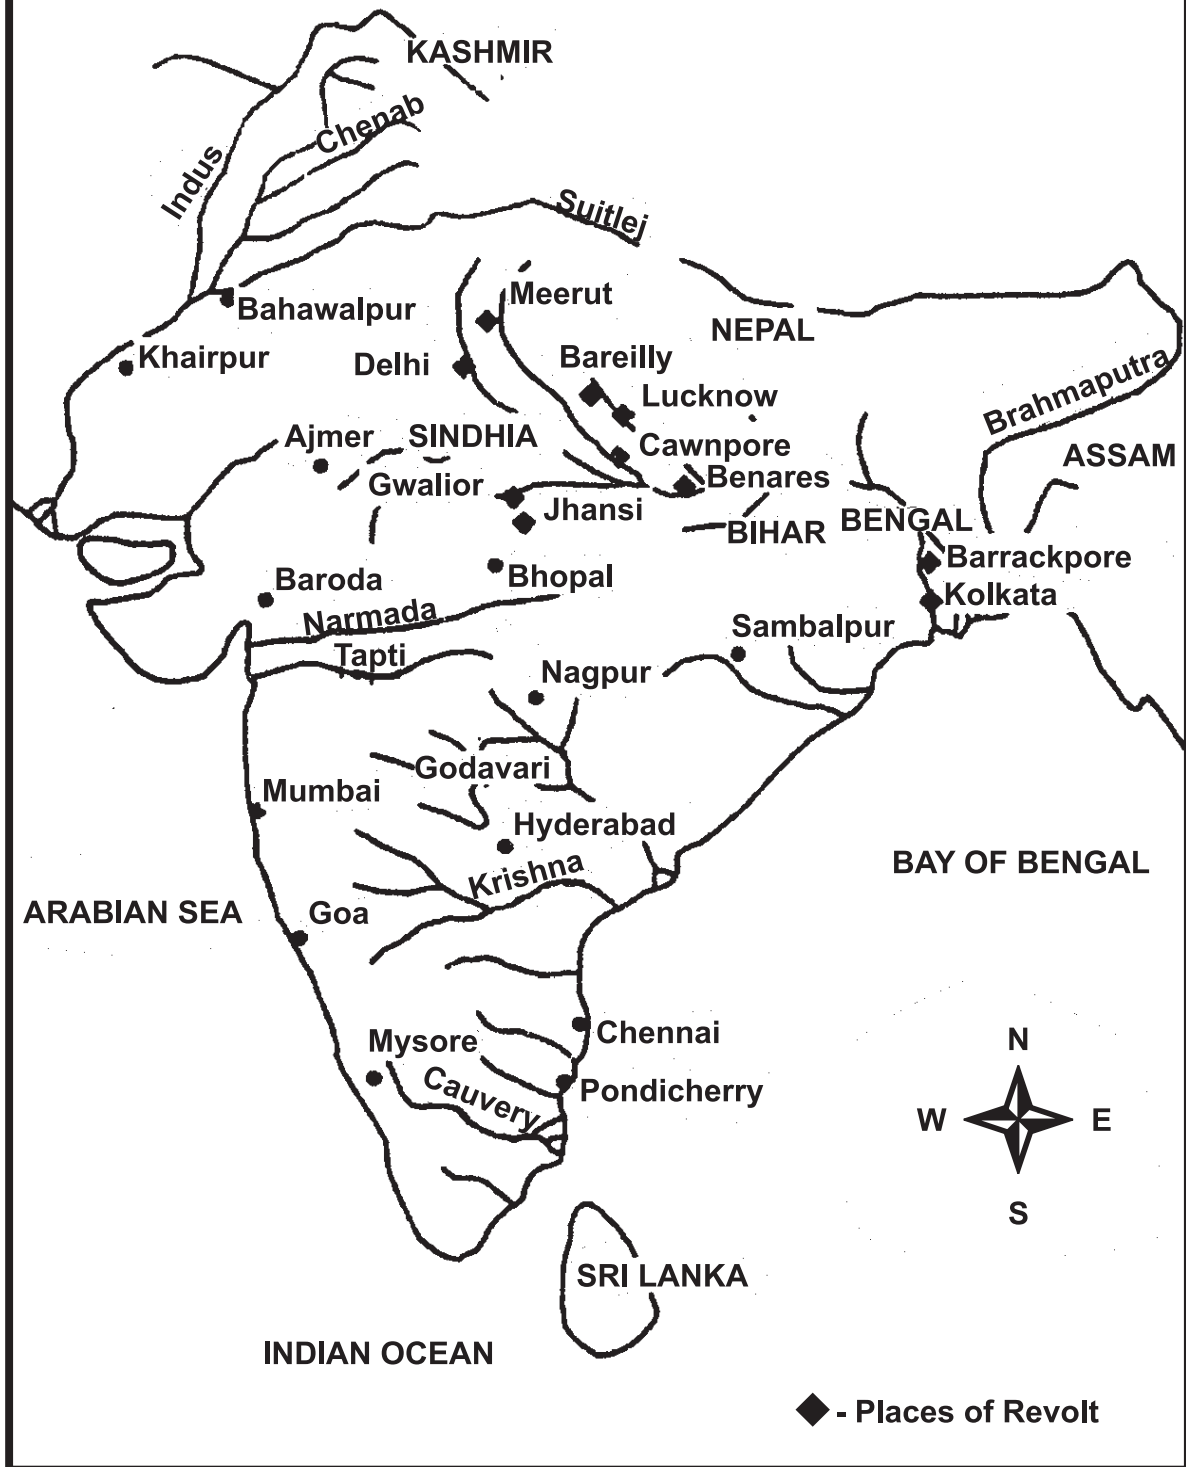 KASHMIR
Chenab
Indus
Suitlej
Meerut
Bahawalpur
NEPAL
Khairpur
Delhi
Bareilly
Brahmaputra
Lucknow
Ajmer
SINDHIA
Cawnpore
ASSAM
Gwalior
Benares
Jhansi
BIHAR
BENGAL
Barrackpore
Baroda
Bhopal
Kolkata
Narmada
Sambalpur
Tapti
Nagpur
Godavari
Mumbai
Hyderabad
Krishna
BAY OF BENGAL
ARABIAN SEA
Goa
Chennai
Mysore
Cauvery
Pondicherry
N
W
E
S
SRI LANKA
INDIAN OCEAN
- Places of Revolt